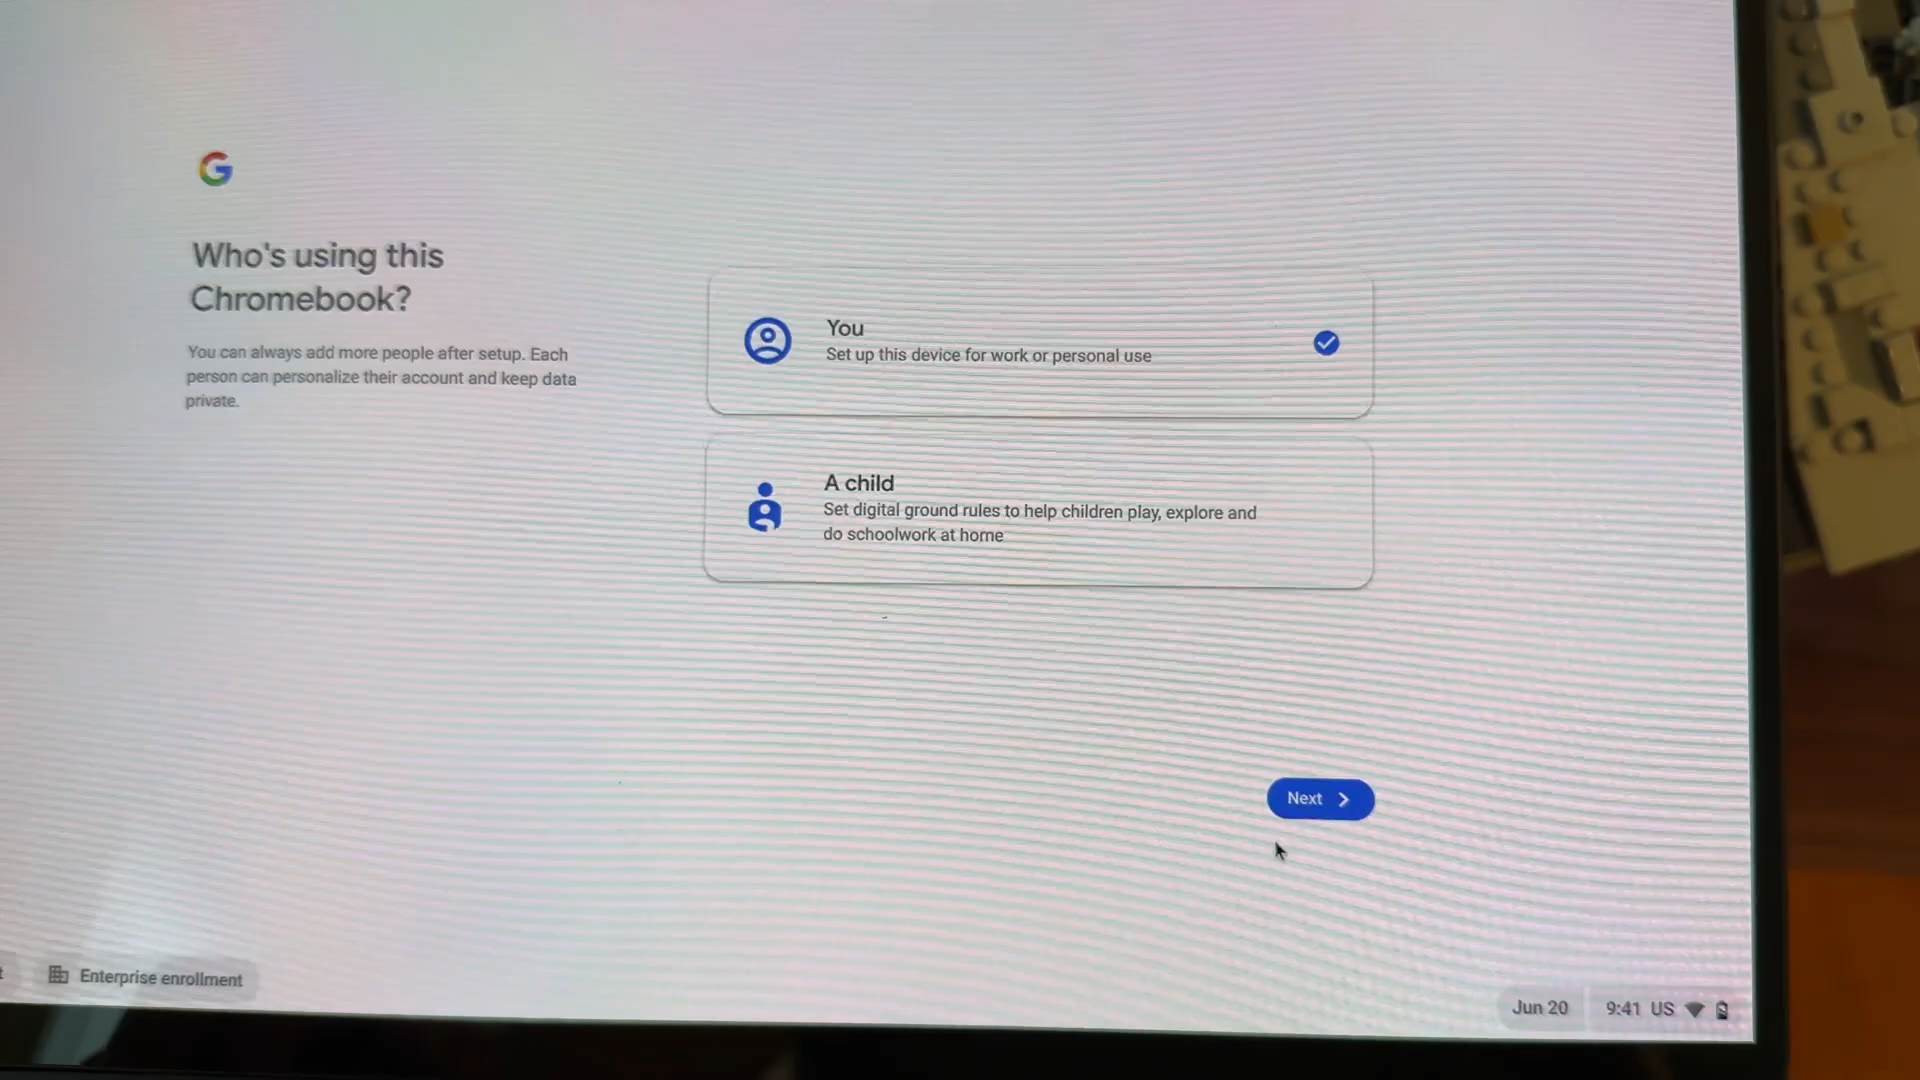 Who's using this
Chromebook?
You can always add more people after setup. Each
person can personalize their account and keep data
private.
You
Set up this device for work or personal use
A child
Set digital ground rules to help children play, explore and
do schoolwork at home
Next
Enterprise enrollment
Jun 20
9:41 US